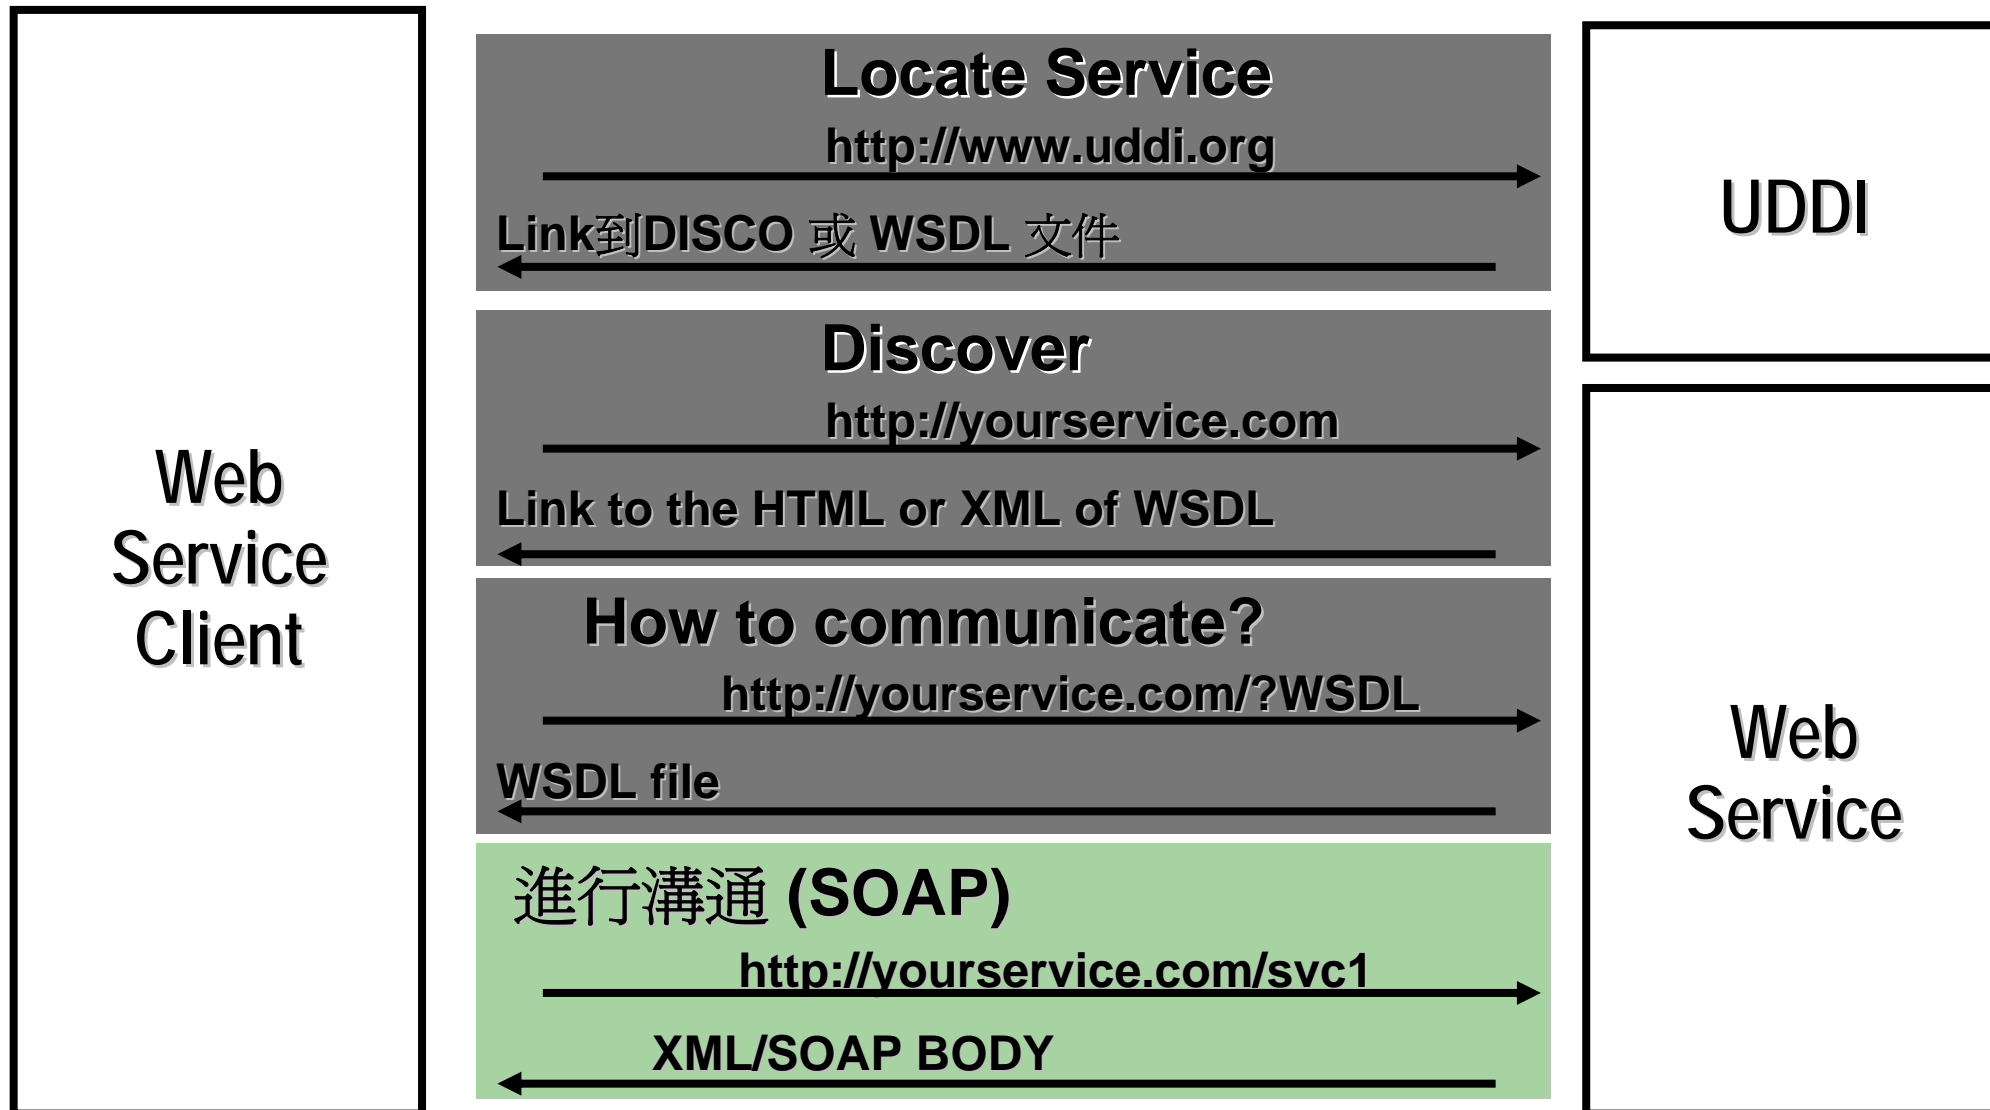 Locate Service
http://www.uddi.org
Link到DISCO 或 WSDL 文件
UDDI
Discover
http://yourservice.com
Link to the HTML or XML of WSDL
Web
Service
Client
How to communicate?
http://yourservice.com/?WSDL
WSDL file
Web
Service
進行溝通 (SOAP)
http://yourservice.com/svc1
XML/SOAP BODY